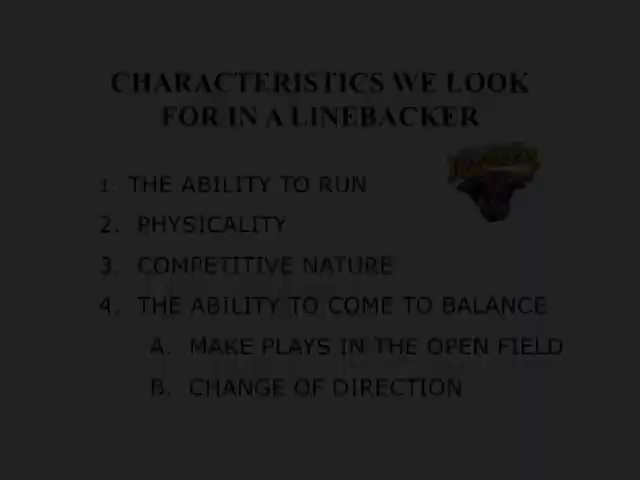 CHARACTERISTICS WE LOOK
FOR IN A LINEBACKER
1. THE ABILITY TO RUN
2. PHYSICALITY
3. COMPETITIVE NATURE
4. THE ABILITY TO COME TO BALANCE
A. MAKE PLAYS IN THE OPEN FIELD
B. CHANGE OF DIRECTION